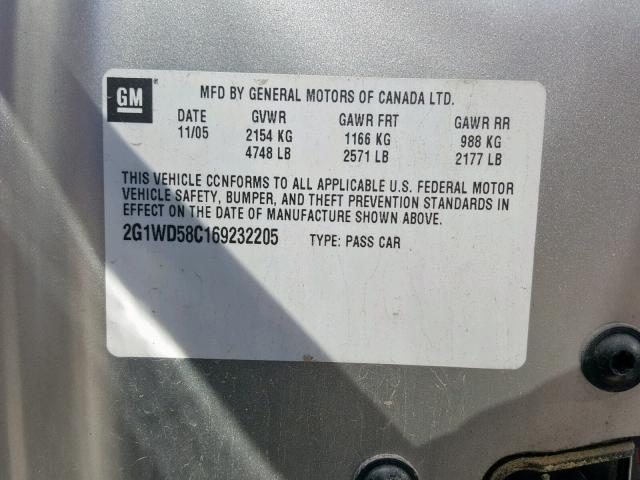 GM
MFD BY GENERAL MOTORS OF CANADA LTD.
DATE GVWR GAWR FRT GAWR RR
11/05 2154 KG 1166 KG 988 KG
4748 LB 2571 LB 2177 LB
THIS VEHICLE CCNFORMS TO ALL APPLICABLE U.S. FEDERAL MOTOR
VEHICLE SAFETY, BUMPER, AND THEFT PREVENTION STANDARDS IN
EFFECT ON THE DATE OF MANUFACTURE SHOWN ABOVE.
2G1WD58C169232205 TYPE: PASS CAR